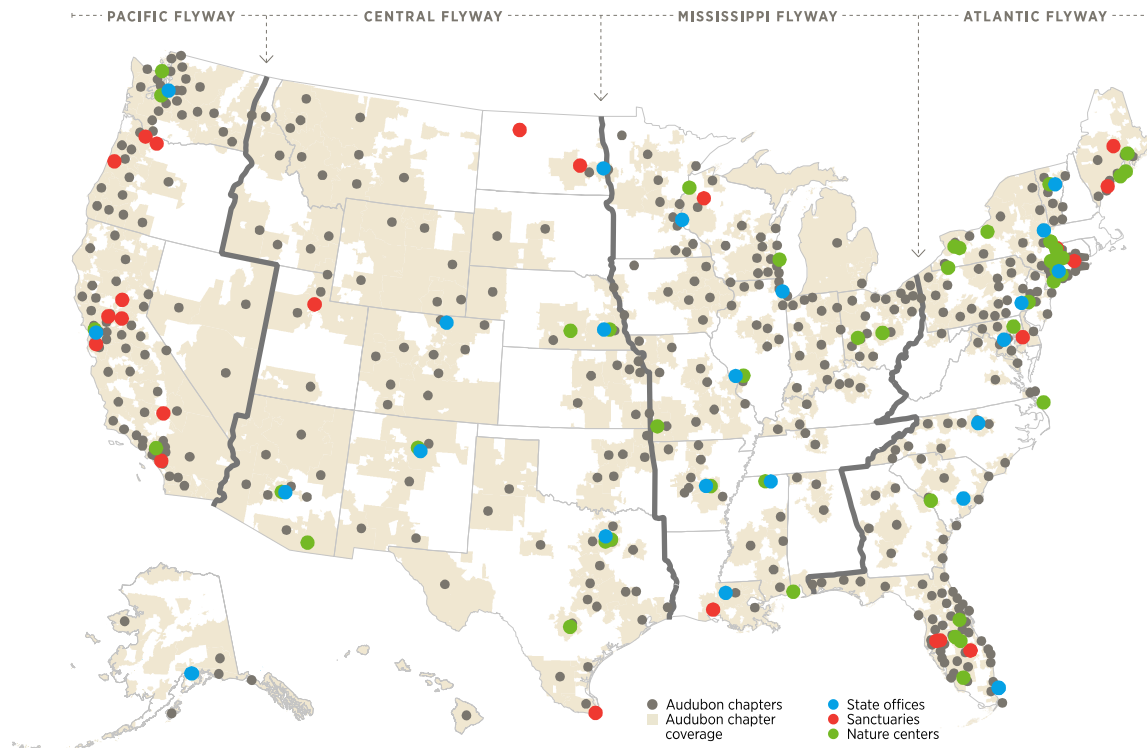 PACIFIC FLYWAY
CENTRAL FLYWAY
MISSISSIPPI FLYWAY
ATLANTIC FLYWAY
Audubon chapters
Audubon chapter
coverage
State offices
Sanctuaries
Nature centers